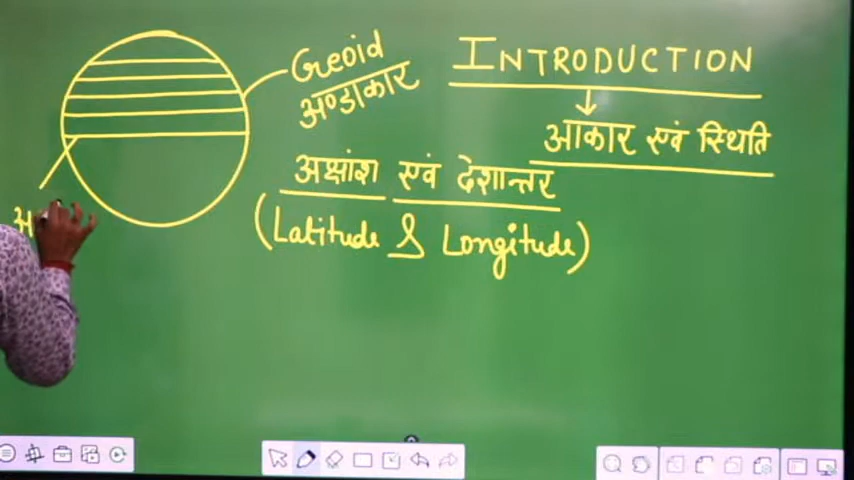 INTRODUCTION
Geoid
अण्डाकार
आकार एवं स्थिति
अक्षांश एवं देशान्तर
(Latitude & Longitude)